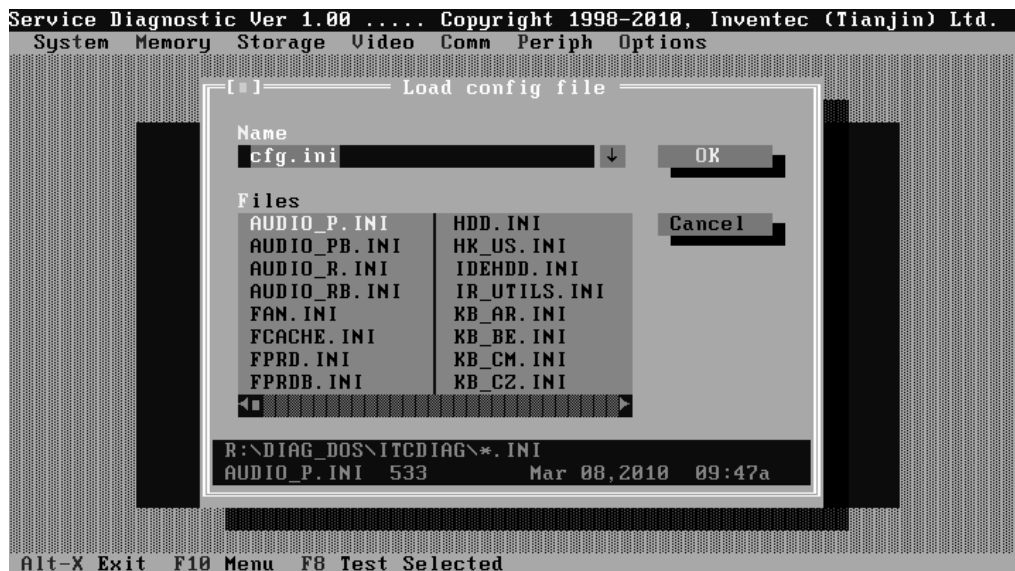 Service Diagnostic Ver 1.00 ..... Copyright 1998-2010, Inventec (Tianjin) Ltd.
System Memory Storage Video Comm Periph Options
Load config file
Name
cfg.ini
OK
Files
Cancel
AUDIO_P.INI HDD.INI
AUDIO_PB.INI HK_US.INI
AUDIO_R.INI IDEHDD.INI
AUDIO_RB.INI IR_UTILS.INI
FAN.INI KB_AR.INI
FCACHE.INI KB_BE.INI
FPRD.INI KB_CM.INI
FPRDB.INI KB_CZ.INI
R:\DIAG_DOS\ITCDIAG\*.INI
AUDIO_P.INI 533 Mar 08,2010 09:47a
Alt-X Exit F10 Menu F8 Test Selected